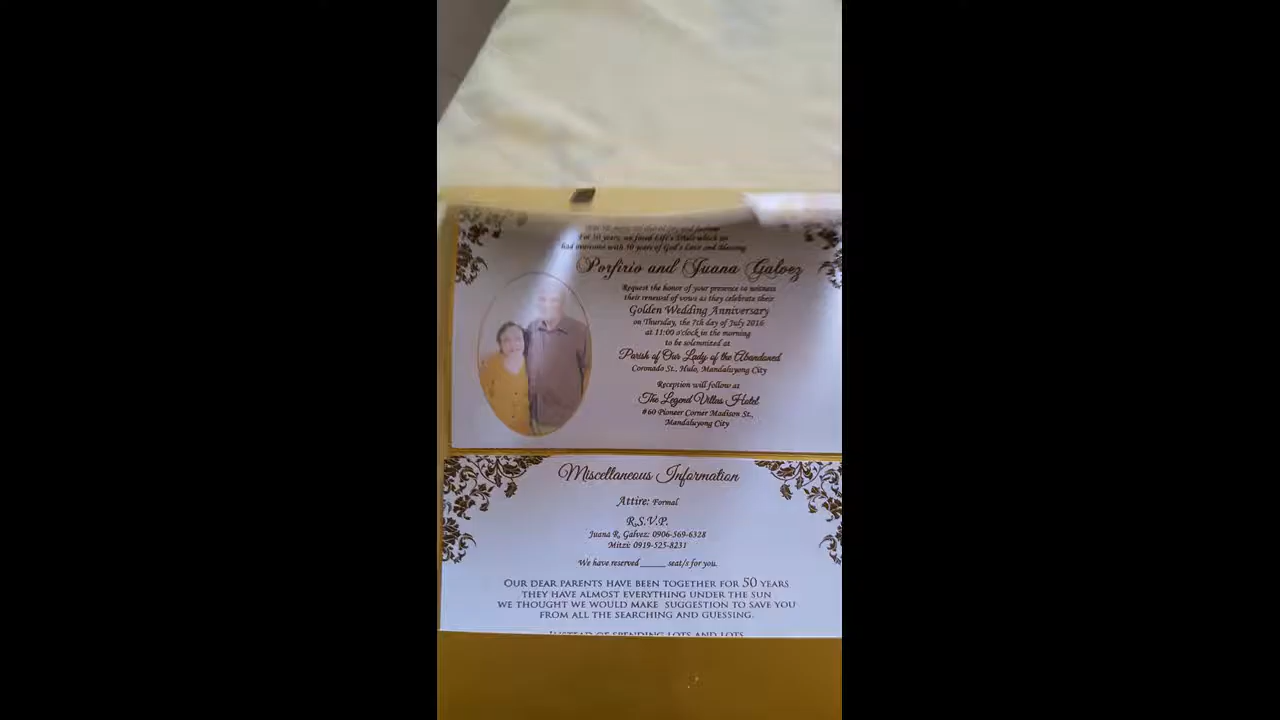 For 50 years, we faced Life's Trials which we
had overcome with 50 years of God's Love and Blessing
Porfirio and Juana Galvez
Request the honor of your presence to witness
their renewal of vows as they celebrate their
Golden Wedding Anniversary
on Thursday, the 7th day of July 2016
at 11:00 o'clock in the morning
to be solemnized at
Parish of Our Lady of the Abandoned
Coronado St., Hulo, Mandaluyong City
Reception will follow at
The Legend Villas Hotel
#60 Pioneer Corner Madison St.,
Mandaluyong City
Miscellaneous Information
Attire: Formal
R.S.V.P.
Juana R. Galvez: 0906-569-6328
Mitzi: 0919-525-8231
We have reserved _____ seat/s for you.
OUR DEAR PARENTS HAVE BEEN TOGETHER FOR 50 YEARS
THEY HAVE ALMOST EVERYTHING UNDER THE SUN
WE THOUGHT WE WOULD MAKE SUGGESTION TO SAVE YOU
FROM ALL THE SEARCHING AND GUESSING.
INSTEAD OF SPENDING LOTS AND LOTS